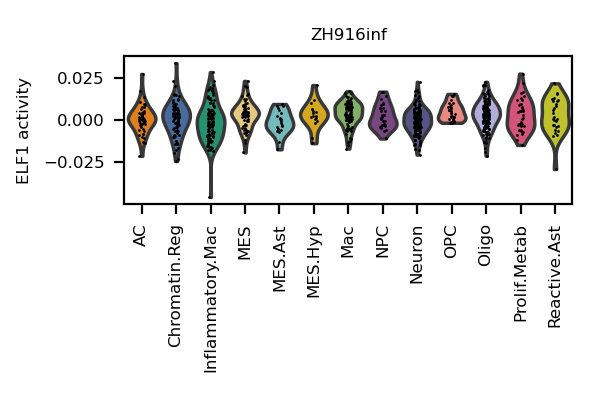 ZH916inf
ELF1 activity
0.025
0.000
−0.025
AC
Chromatin.Reg
Inflammatory.Mac
MES
MES.Ast
MES.Hyp
Mac
NPC
Neuron
OPC
Oligo
Prolif.Metab
Reactive.Ast